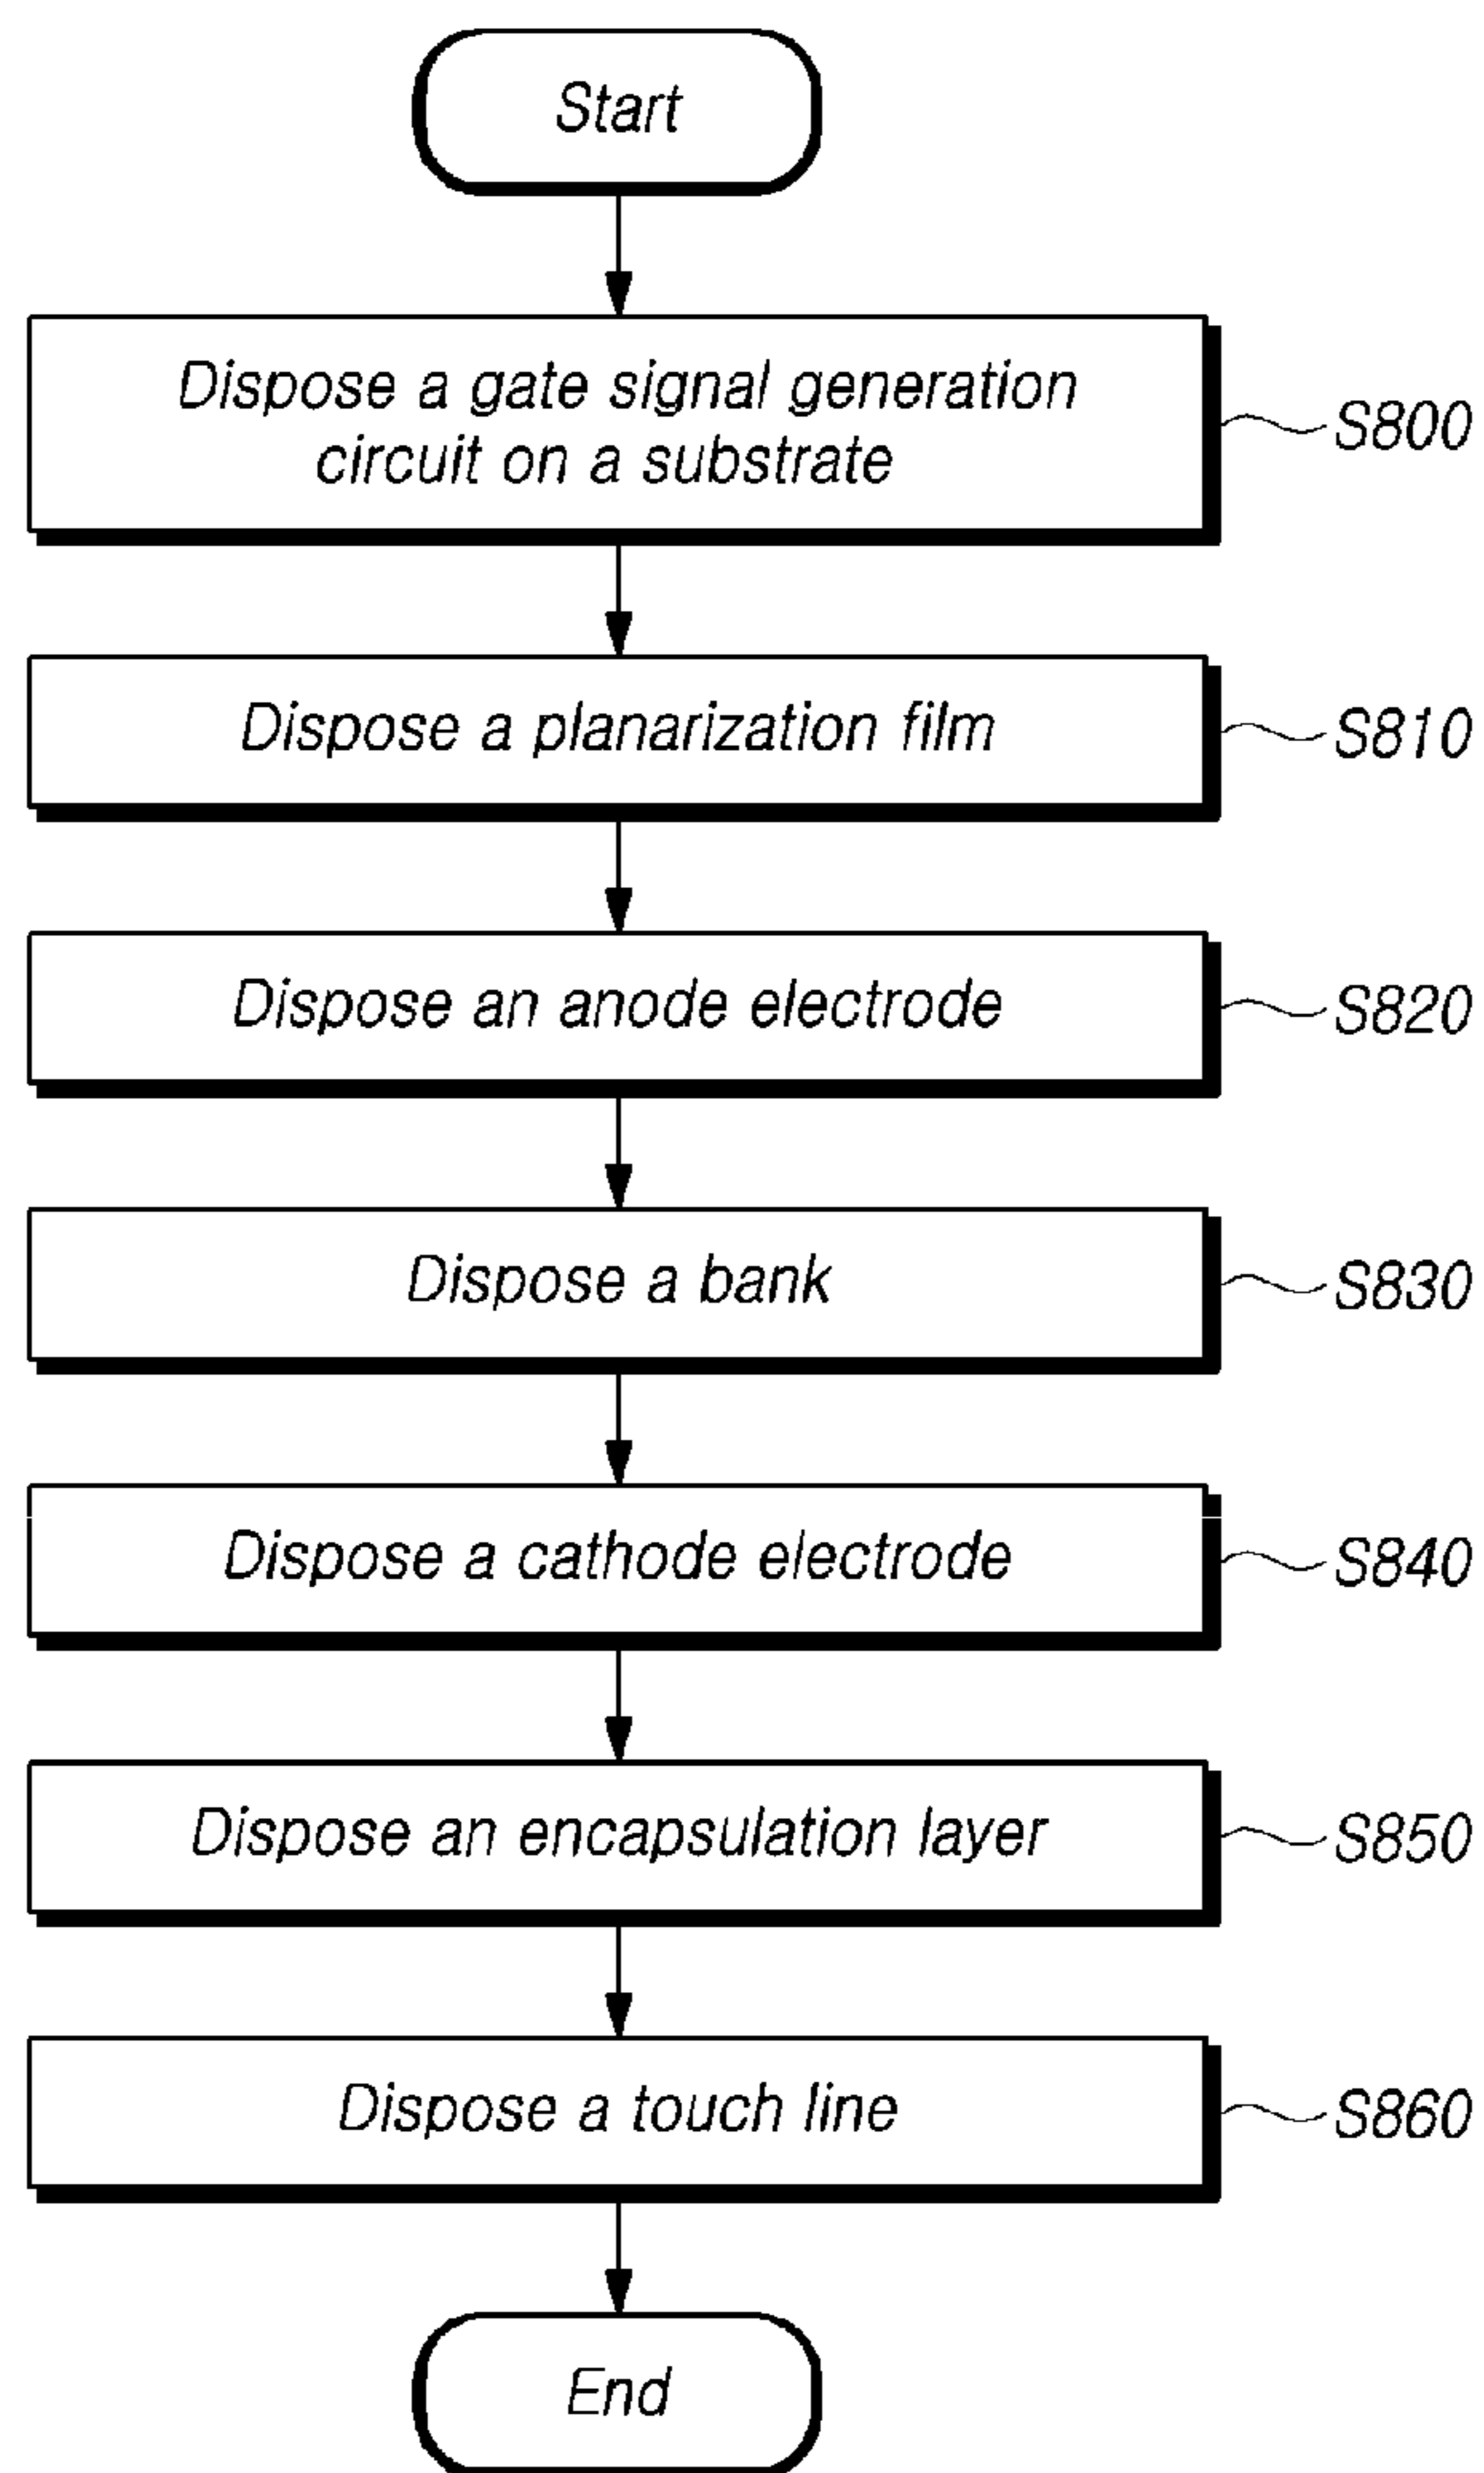 Start
Dispose a gate signal generation
circuit on a substrate
S800
Dispose a planarization film
S810
Dispose an anode electrode
S820
Dispose a bank
S830
Dispose a cathode electrode
S840
Dispose an encapsulation layer
S850
Dispose a touch line
S860
End